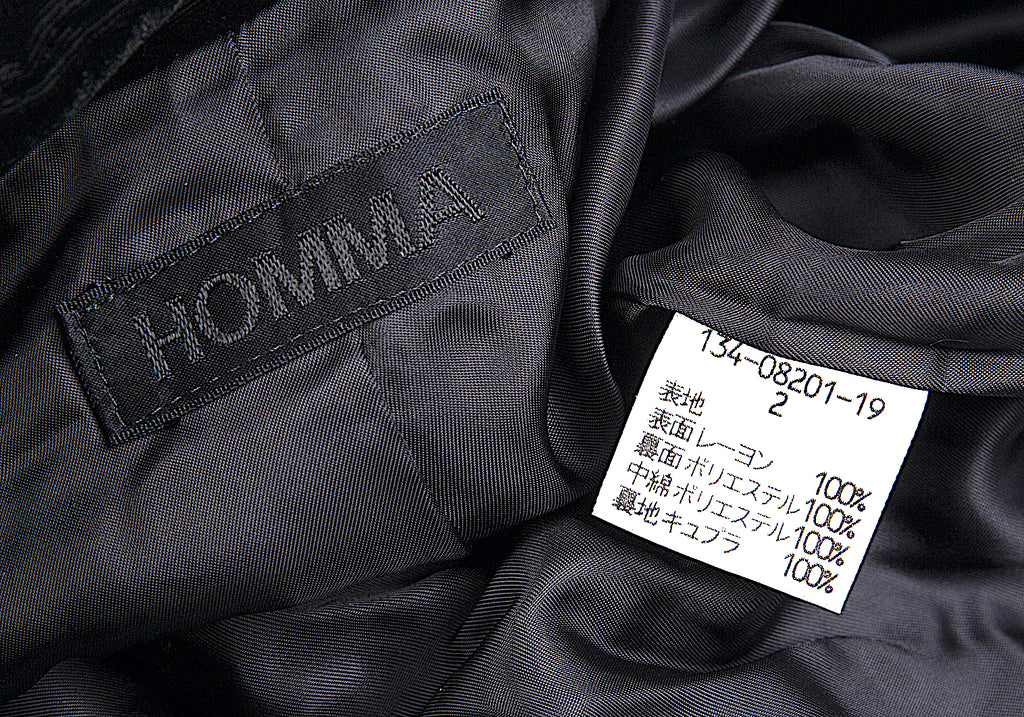 HOMMA
134-08201-19
2
表地
表面 レーヨン 100%
裏面 ポリエステル 100%
中綿 ポリエステル 100%
裏地 キュプラ 100%